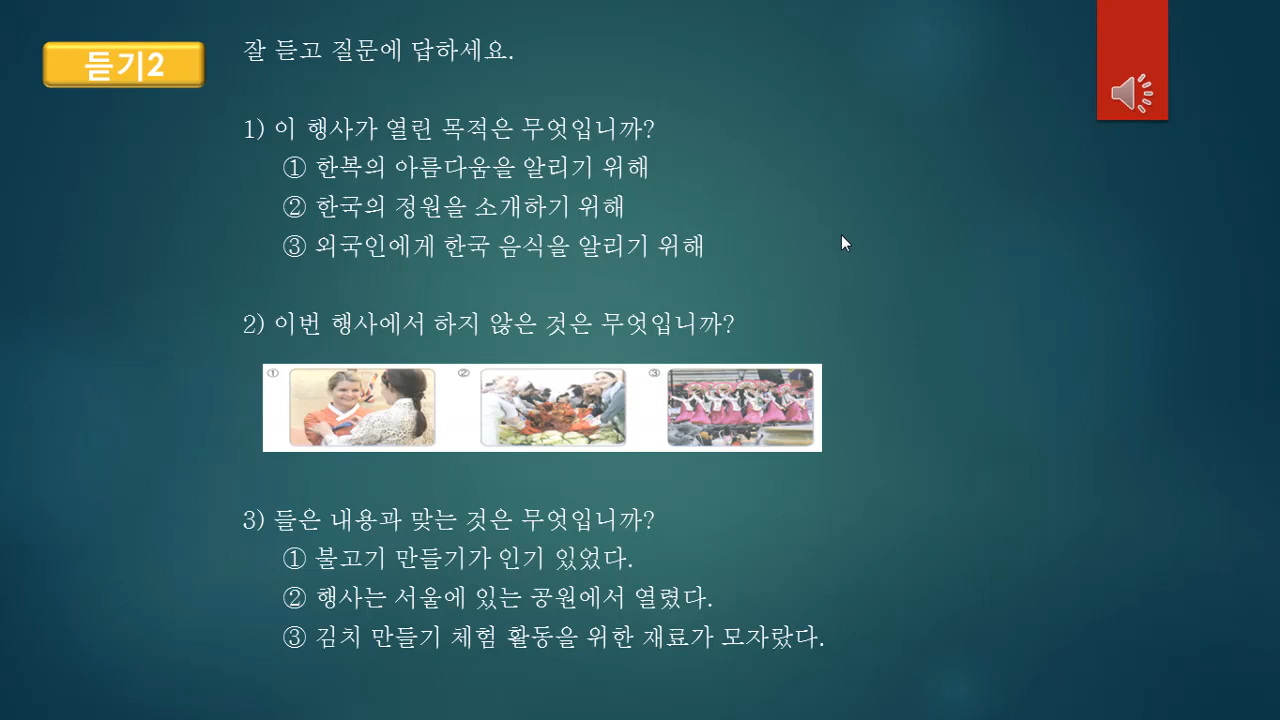 듣기2
잘 듣고 질문에 답하세요.
1) 이 행사가 열린 목적은 무엇입니까?
① 한복의 아름다움을 알리기 위해
② 한국의 정원을 소개하기 위해
③ 외국인에게 한국 음식을 알리기 위해
2) 이번 행사에서 하지 않은 것은 무엇입니까?
① ② ③
3) 들은 내용과 맞는 것은 무엇입니까?
① 불고기 만들기가 인기 있었다.
② 행사는 서울에 있는 공원에서 열렸다.
③ 김치 만들기 체험 활동을 위한 재료가 모자랐다.